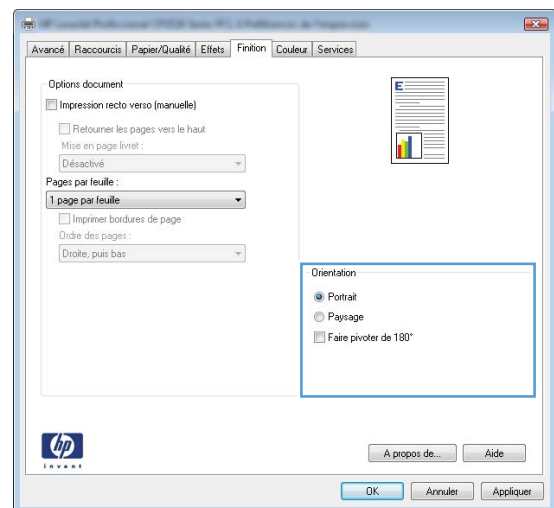 Avancé Raccourcis Papier/Qualité Effets Finition Couleur Services
Options document
Impression recto verso (manuelle)
Retourner les pages vers le haut
Mise en page livret :
Désactivé
Pages par feuille :
1 page par feuille
Imprimer bordures de page
Ordre des pages :
Droite, puis bas
E
Orientation
Portrait
Paysage
Faire pivoter de 180°
hp
invent
A propos de... Aide
OK Annuler Appliquer